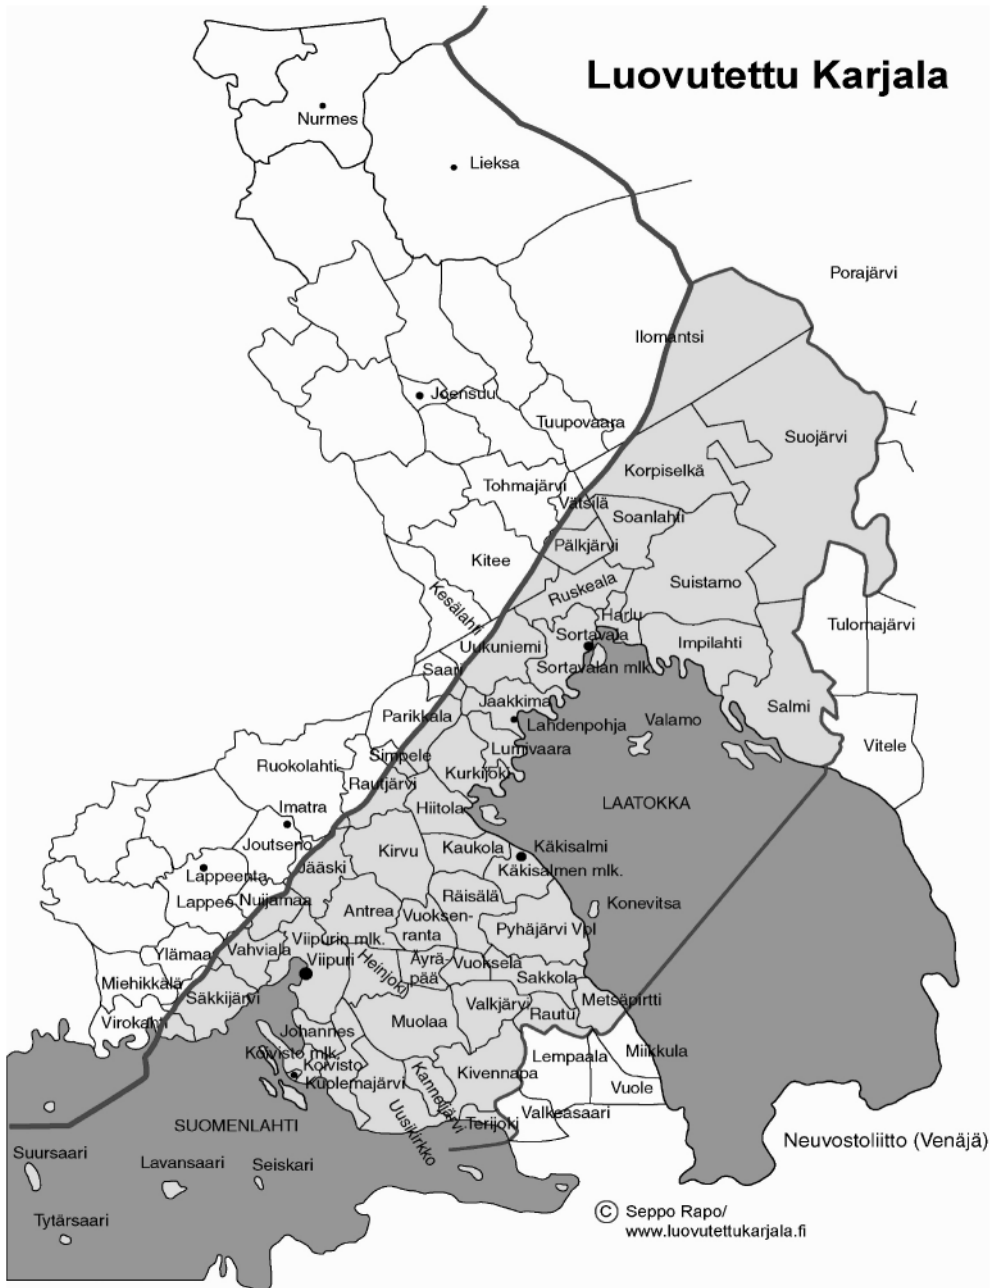 Luovutettu Karjala
Nurmes
Lieksa
Porajärvi
Ilomantsi
Joensuu
Tuupovaara
Suojärvi
Korpiselkä
Tohmajärvi
Värtsilä
Soanlahti
Pälkjärvi
Kitee
Suistamo
Ruskeala
Kesälahti
Harlu
Tulomajärvi
Sortavala
Uukuniemi
Impilahti
Saari
Sortavalan mlk.
Jaakkima
Salmi
Parikkala
Lahdenpohja
Valamo
Vitele
Lumivaara
Simpele
Ruokolahti
Kurkijoki
Rautjärvi
LAATOKKA
Imatra
Hiitola
Joutseno
Kirvu
Kaukola
Käkisalmi
Jääski
Käkisalmen mlk.
Lappeenta
Räisälä
Lappee
Nuijamaa
Konevitsa
Antrea
Vuoksen-
ranta
Pyhäjärvi Vpl
Viipurin mlk.
Vahviala
Ylämaa
Viipuri
Heinjoki
Äyrä-
pää
Vuoksela
Sakkola
Miehikkälä
Säkkijärvi
Metsäpirtti
Valkjärvi
Rautu
Virolahti
Muolaa
Johannes
Koivisto mlk.
Koivisto
Kuolemajärvi
Kanneljärvi
Kivennapa
Lempaala
Miikkula
Vuole
Uusikirkko
Terijoki
Valkeasaari
SUOMENLAHTI
Neuvostoliitto (Venäjä)
Suursaari
Lavansaari
Seiskari
Tytärsaari
© Seppo Rapo/
www.luovutettukarjala.fi